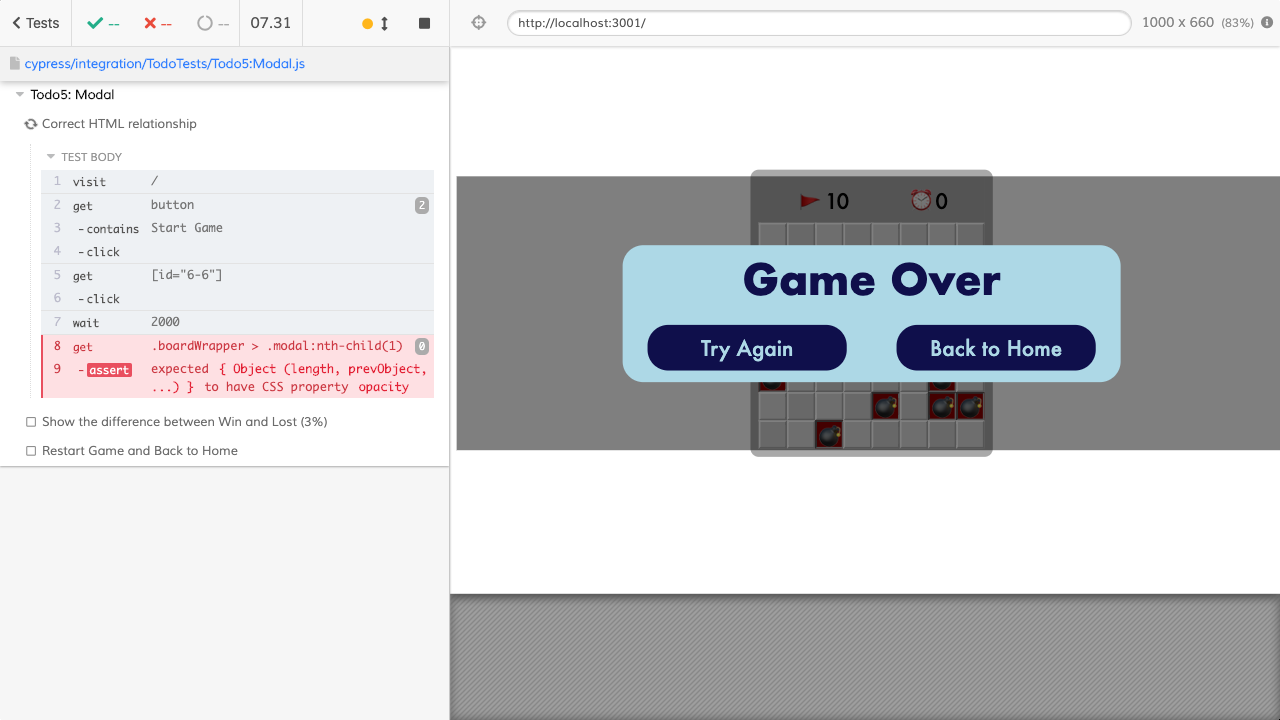 Tests -- -- -- 07.31
http://localhost:3001/ 1000 x 660 (83%)
cypress/integration/TodoTests/Todo5:Modal.js
Todo5: Modal
Correct HTML relationship
TEST BODY
1 visit /
2 get button 2
3 -contains Start Game
4 -click
5 get [id="6-6"]
6 -click
7 wait 2000
8 get .boardWrapper > .modal:nth-child(1) 0
9 -assert expected { Object (length, prevObject,
...) } to have CSS property opacity
Show the difference between Win and Lost (3%)
Restart Game and Back to Home
10 0
Game Over
Try Again Back to Home